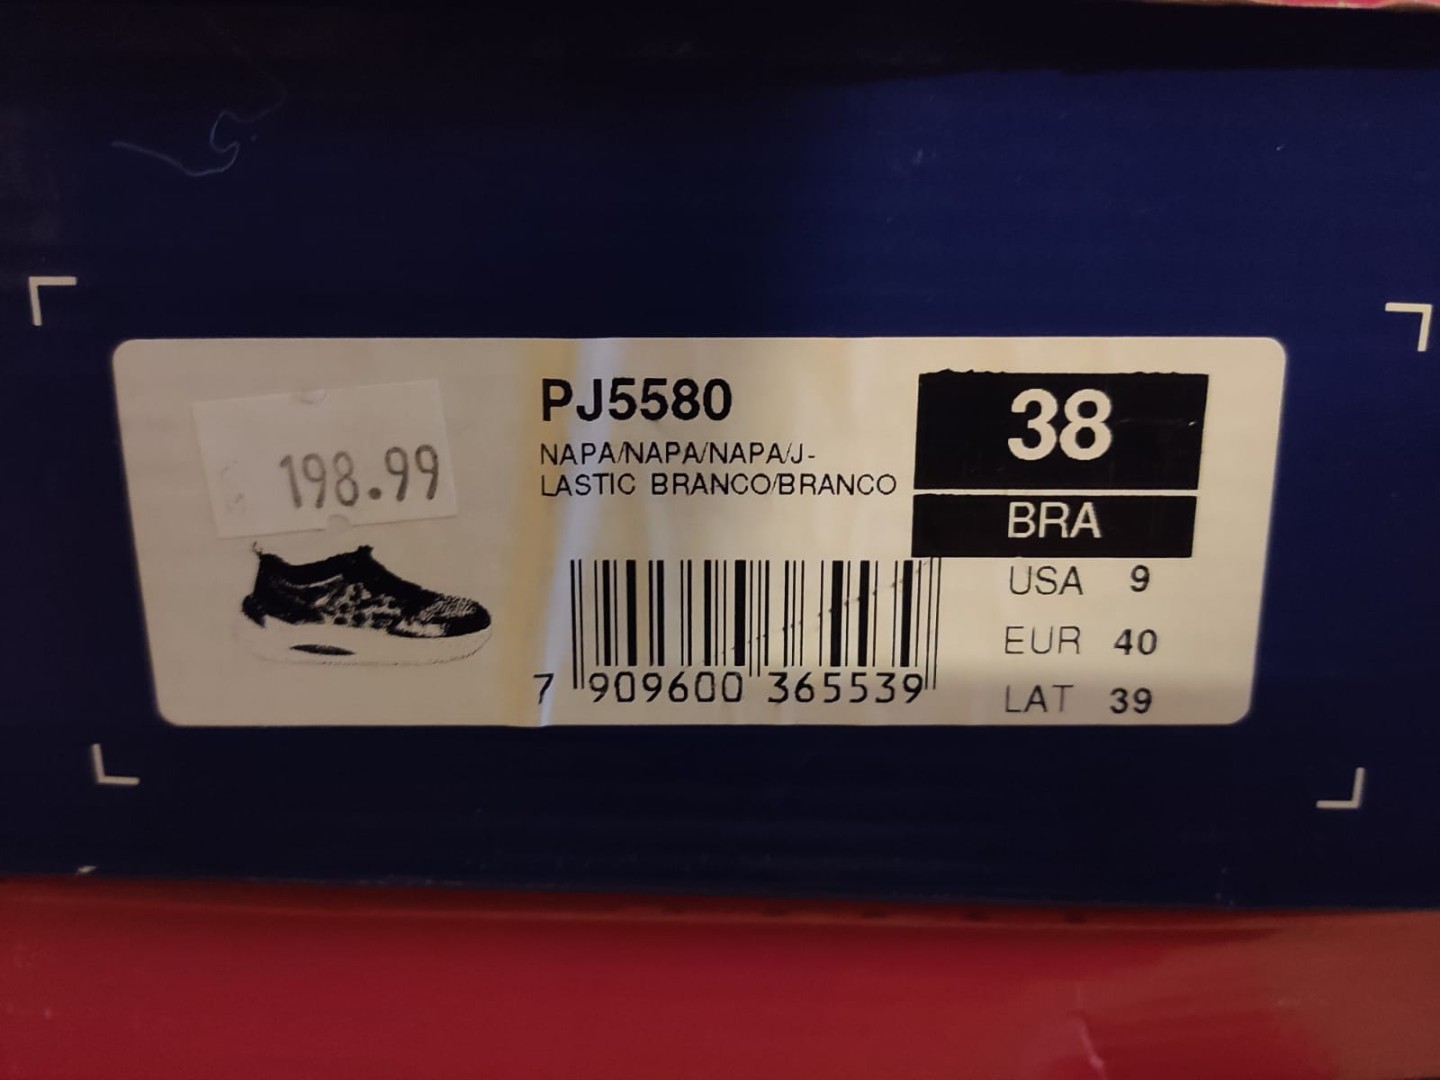 198.99
PJ5580
NAPA/NAPA/NAPA/J-
LASTIC BRANCO/BRANCO
38
BRA
USA 9
EUR 40
LAT 39
7 909600 365539